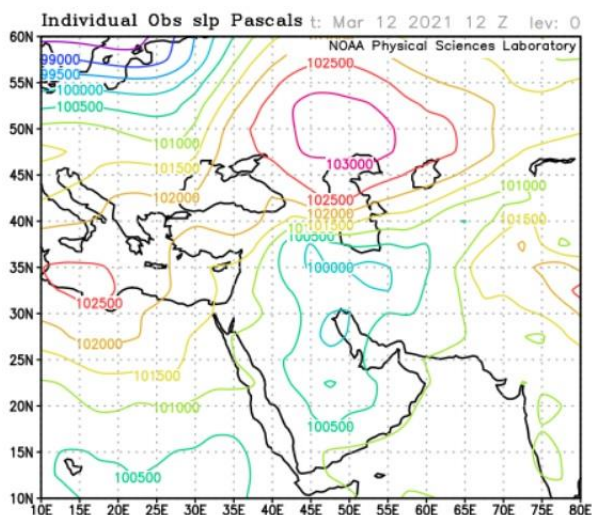 Individual Obs slp Pascals t: Mar 12 2021 12 Z lev: 0
NOAA Physical Sciences Laboratory
60N
55N
50N
45N
40N
35N
30N
25N
20N
15N
10N
99000
99500
100000
100500
101000
101500
102000
102500
103000
102500
102000
101500
100500
100000
101000
101500
102500
102000
101500
101000
100500
100500
10E 15E 20E 25E 30E 35E 40E 45E 50E 55E 60E 65E 70E 75E 80E